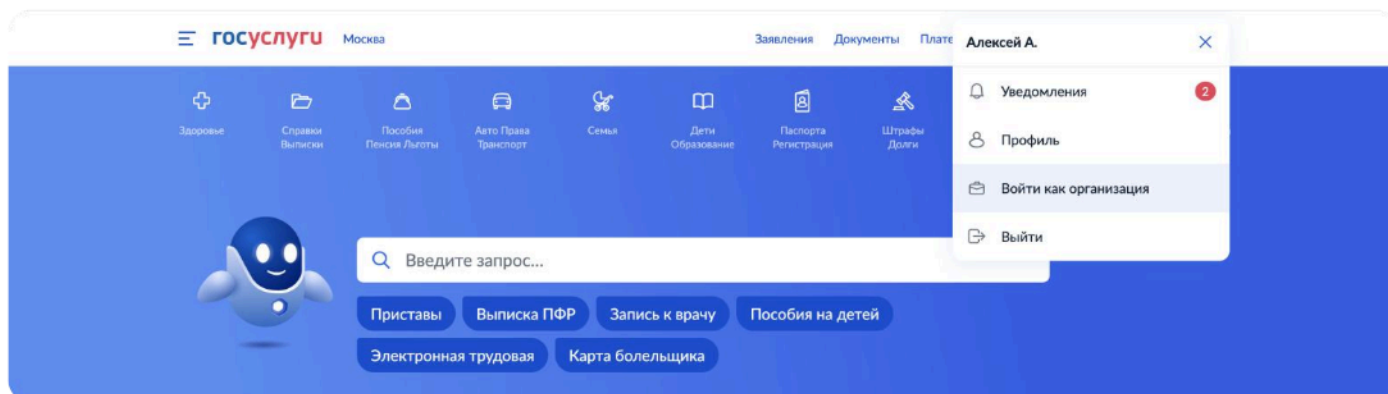 госуслуги Москва Заявления Документы Плате
Алексей А.
Здоровье
Справки
Выписки
Пособия
Пенсия Льготы
Авто Права
Транспорт
Семья
Дети
Образование
Паспорта
Регистрация
Штрафы
Долги
Уведомления 2
Профиль
Войти как организация
Выйти
Введите запрос...
Приставы Выписка ПФР Запись к врачу Пособия на детей
Электронная трудовая Карта болельщика